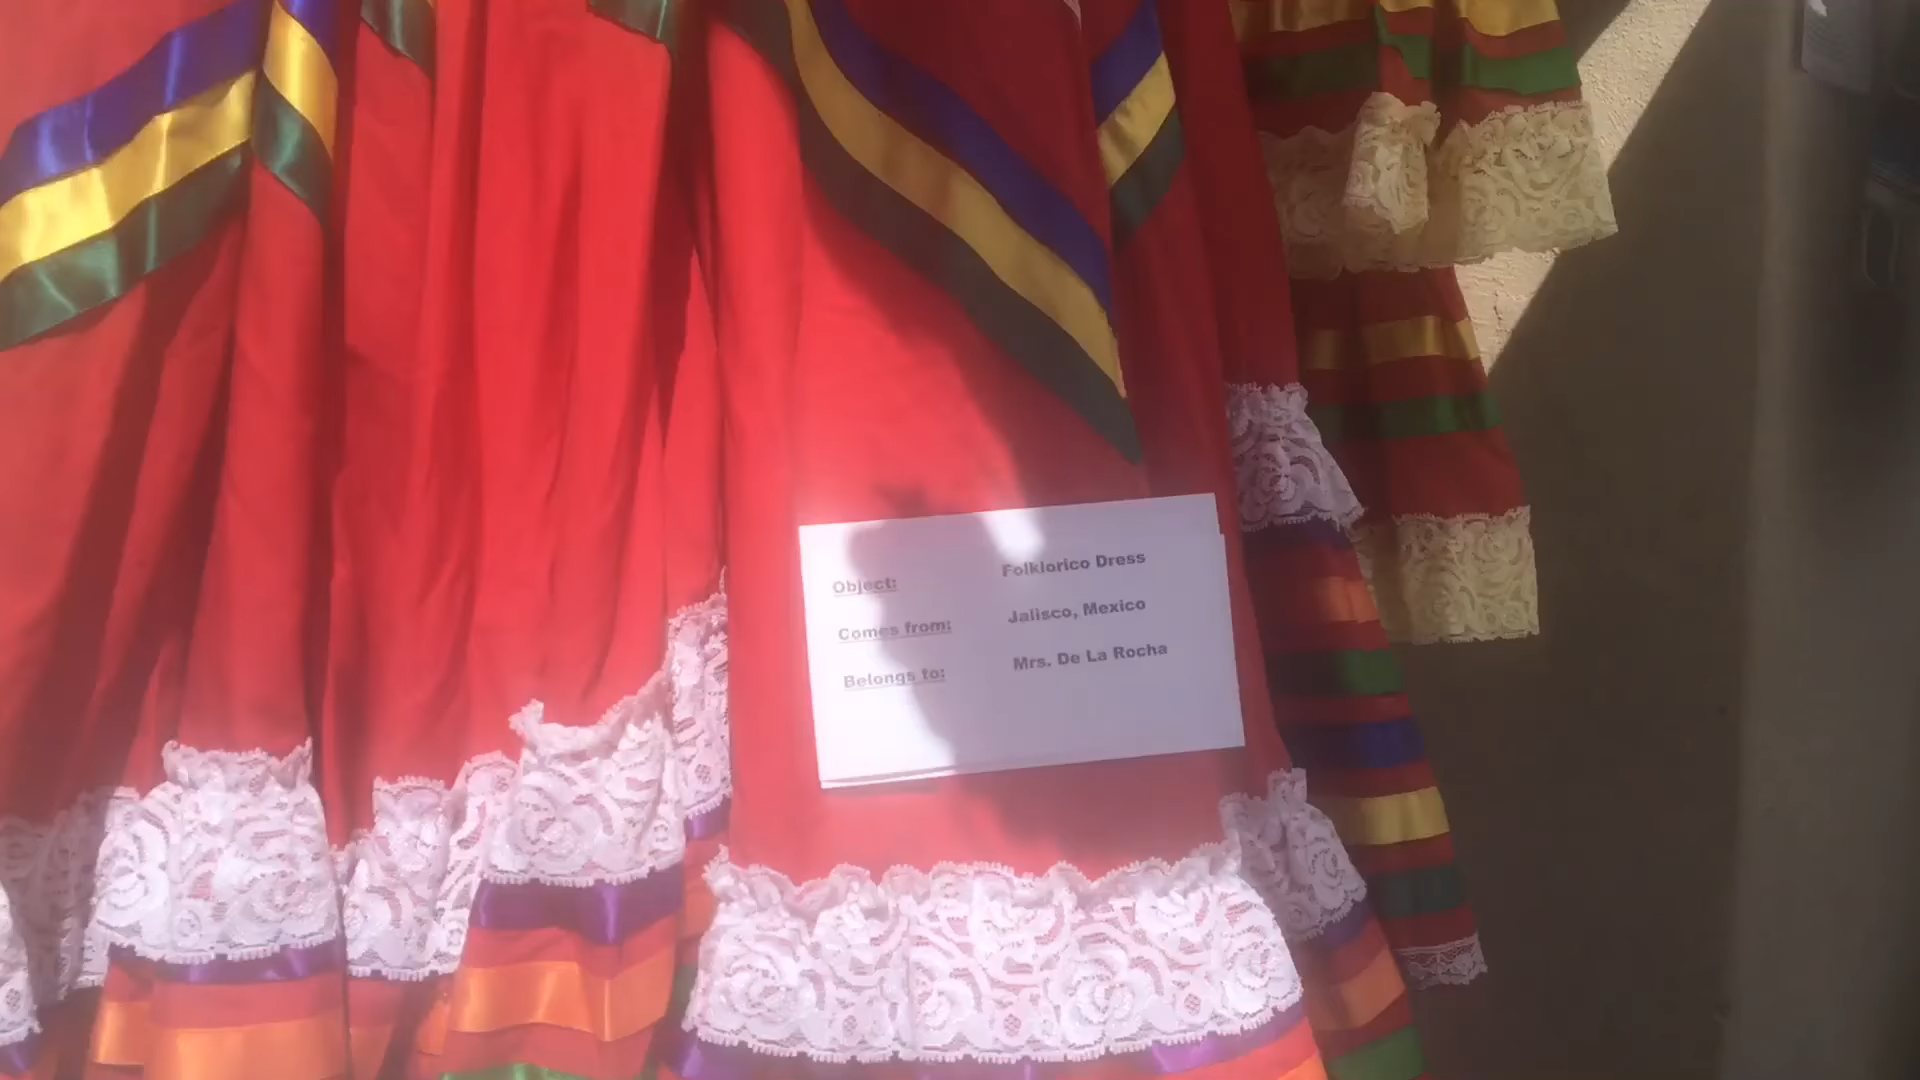 Object: Folklorico Dress
Comes from: Jalisco, Mexico
Belongs to: Mrs. De La Rocha